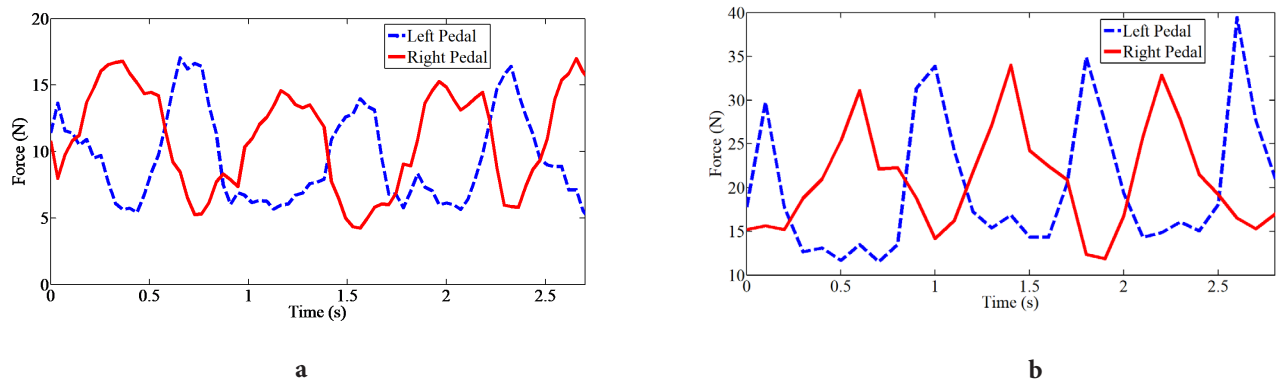 20
15
10
5
0
Force (N)
0 0.5 1 1.5 2 2.5
Time (s)
Left Pedal
Right Pedal
a
40
35
30
25
20
15
10
Force (N)
0 0.5 1 1.5 2 2.5
Time (s)
Left Pedal
Right Pedal
b